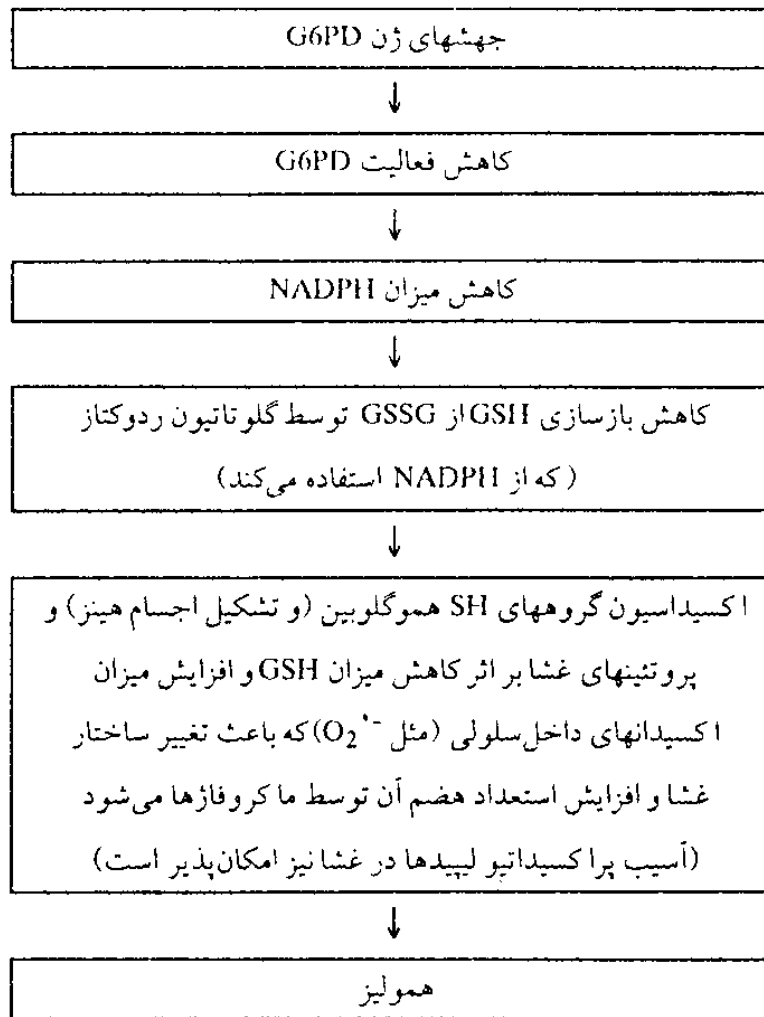 جهشهای ژن G6PD
↓
کاهش فعالیت G6PD
↓
کاهش میزان NADPH
↓
کاهش بازسازی GSH از GSSG توسط گلوتاتیون ردوکتاز
(که از NADPH استفاده می‌کند)
↓
اکسیداسیون گروههای SH هموگلوبین (و تشکیل اجسام هینز) و
پروتئینهای غشا بر اثر کاهش میزان GSH و افزایش میزان
اکسیدانهای داخل سلولی (مثل O₂•⁻) که باعث تغییر ساختار
غشا و افزایش استعداد هضم آن توسط ماکروفاژها می‌شود
(آسیب پراکسیداتیو لیپیدها در غشا نیز امکان‌پذیر است)
↓
همولیز